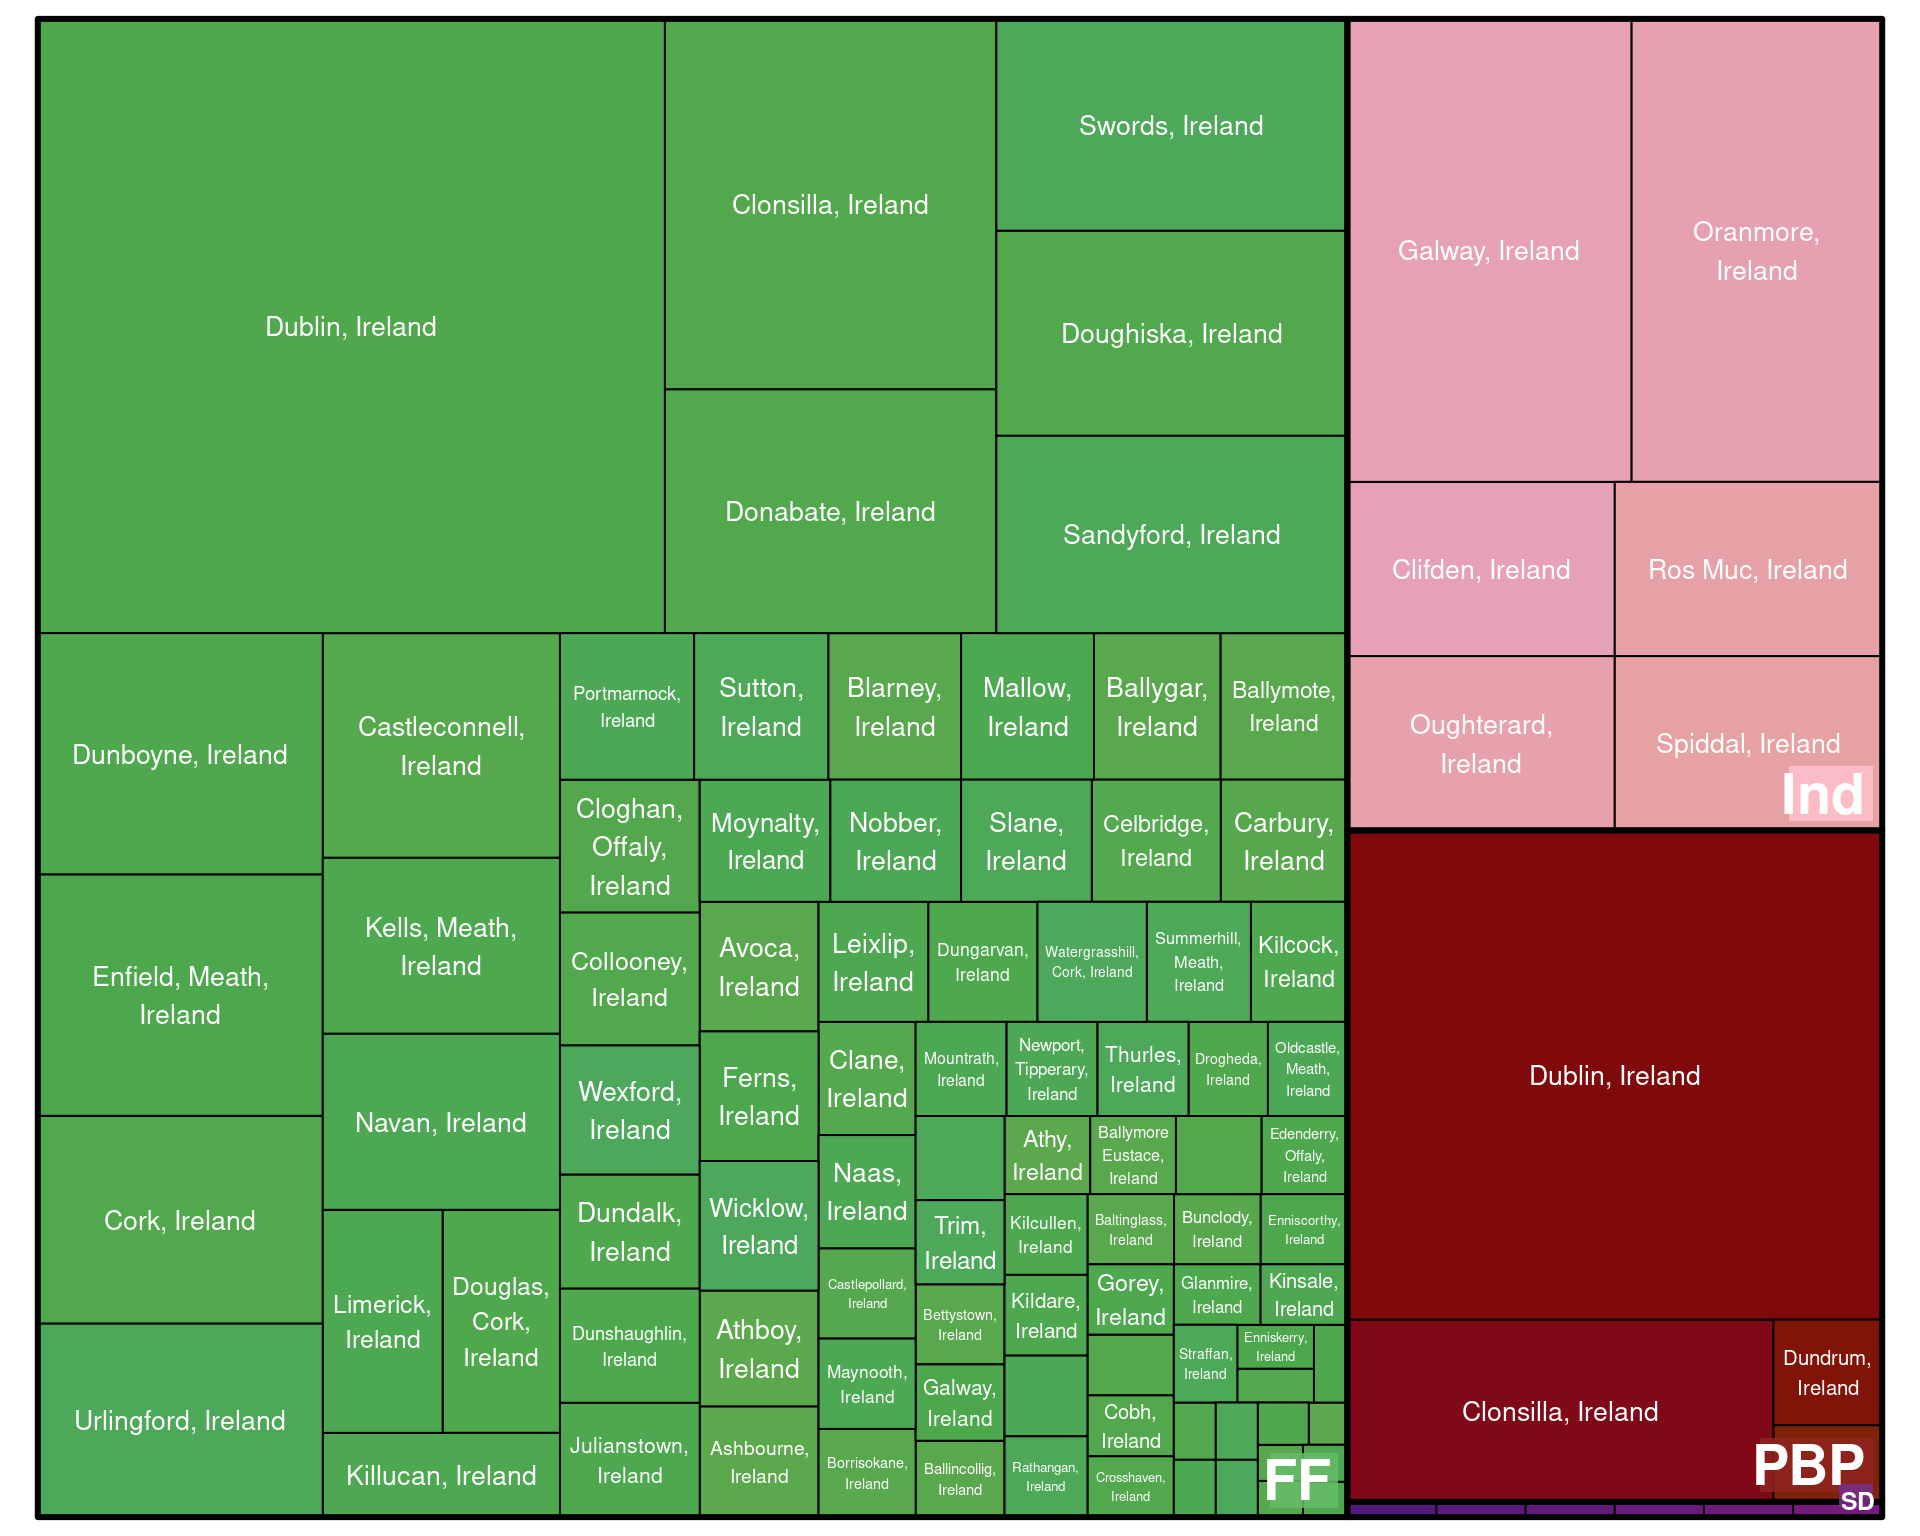 Dublin, Ireland
Clonsilla, Ireland
Donabate, Ireland
Swords, Ireland
Doughiska, Ireland
Sandyford, Ireland
Dunboyne, Ireland
Enfield, Meath,
Ireland
Cork, Ireland
Urlingford, Ireland
Castleconnell,
Ireland
Kells, Meath,
Ireland
Navan, Ireland
Limerick,
Ireland
Douglas,
Cork,
Ireland
Killucan, Ireland
Portmarnock,
Ireland
Sutton,
Ireland
Blarney,
Ireland
Mallow,
Ireland
Ballygar,
Ireland
Ballymote,
Ireland
Cloghan,
Offaly,
Ireland
Collooney,
Ireland
Wexford,
Ireland
Dundalk,
Ireland
Dunshaughlin,
Ireland
Julianstown,
Ireland
Moynalty,
Ireland
Nobber,
Ireland
Slane,
Ireland
Celbridge,
Ireland
Carbury,
Ireland
Avoca,
Ireland
Ferns,
Ireland
Wicklow,
Ireland
Athboy,
Ireland
Ashbourne,
Ireland
Leixlip,
Ireland
Dungarvan,
Ireland
Watergrasshill,
Cork, Ireland
Summerhill,
Meath,
Ireland
Kilcock,
Ireland
Clane,
Ireland
Naas,
Ireland
Castlepollard,
Ireland
Maynooth,
Ireland
Borrisokane,
Ireland
Mountrath,
Ireland
Newport,
Tipperary,
Ireland
Thurles,
Ireland
Drogheda,
Ireland
Oldcastle,
Meath,
Ireland
Trim,
Ireland
Bettystown,
Ireland
Galway,
Ireland
Ballincollig,
Ireland
Athy,
Ireland
Ballymore
Eustace,
Ireland
Edenderry,
Offaly,
Ireland
Kilcullen,
Ireland
Kildare,
Ireland
Rathangan,
Ireland
Baltinglass,
Ireland
Bunclody,
Ireland
Enniscorthy,
Ireland
Gorey,
Ireland
Glanmire,
Ireland
Kinsale,
Ireland
Cobh,
Ireland
Crosshaven,
Ireland
Straffan,
Ireland
Enniskerry,
Ireland
FF
Galway, Ireland
Oranmore,
Ireland
Clifden, Ireland
Ros Muc, Ireland
Oughterard,
Ireland
Spiddal, Ireland
Ind
Dublin, Ireland
Clonsilla, Ireland
Dundrum,
Ireland
PBP
SD